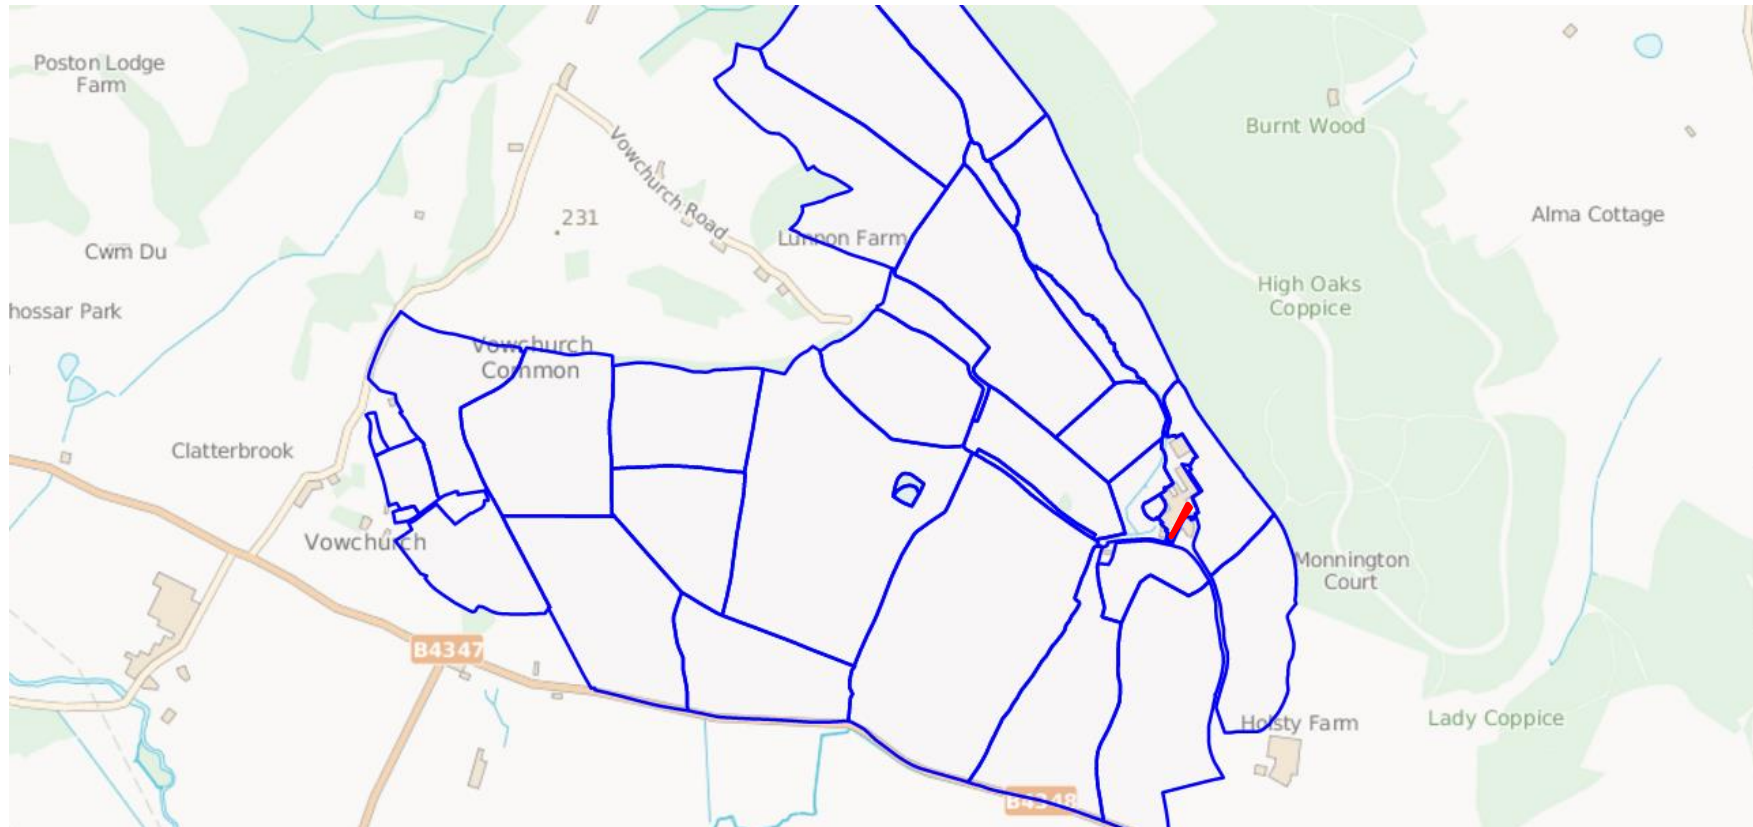 Poston Lodge
Farm
Burnt Wood
Vowchurch Road
231
Alma Cottage
Lunnon Farm
Cwm Du
High Oaks
Coppice
hossar Park
Vowchurch
Common
Clatterbrook
Vowchurch
Monnington
Court
B4347
Holsty Farm
Lady Coppice
B4348